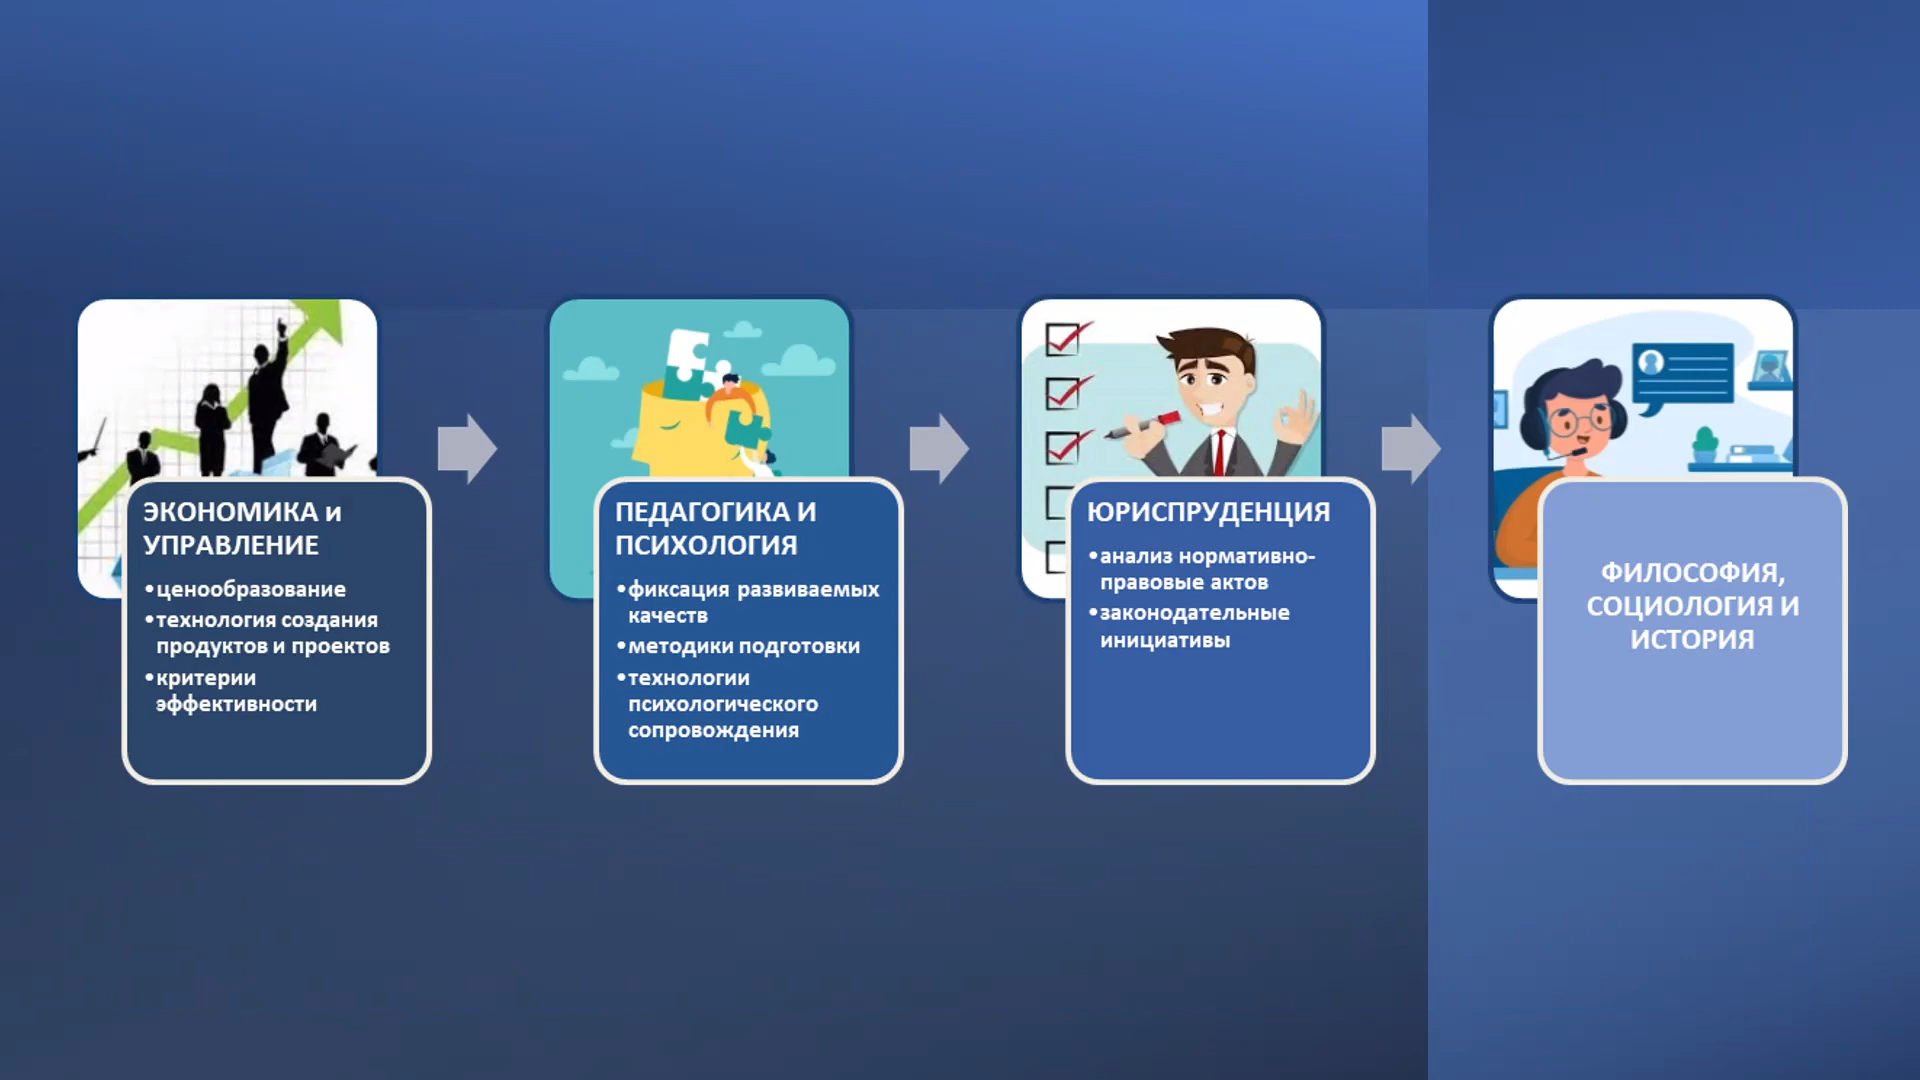 ЭКОНОМИКА и
УПРАВЛЕНИЕ
•ценообразование
•технология создания
продуктов и проектов
•критерии
эффективности
ПЕДАГОГИКА И
ПСИХОЛОГИЯ
•фиксация развиваемых
качеств
•методики подготовки
•технологии
психологического
сопровождения
ЮРИСПРУДЕНЦИЯ
•анализ нормативно-
правовые актов
•законодательные
инициативы
ФИЛОСОФИЯ,
СОЦИОЛОГИЯ И
ИСТОРИЯ